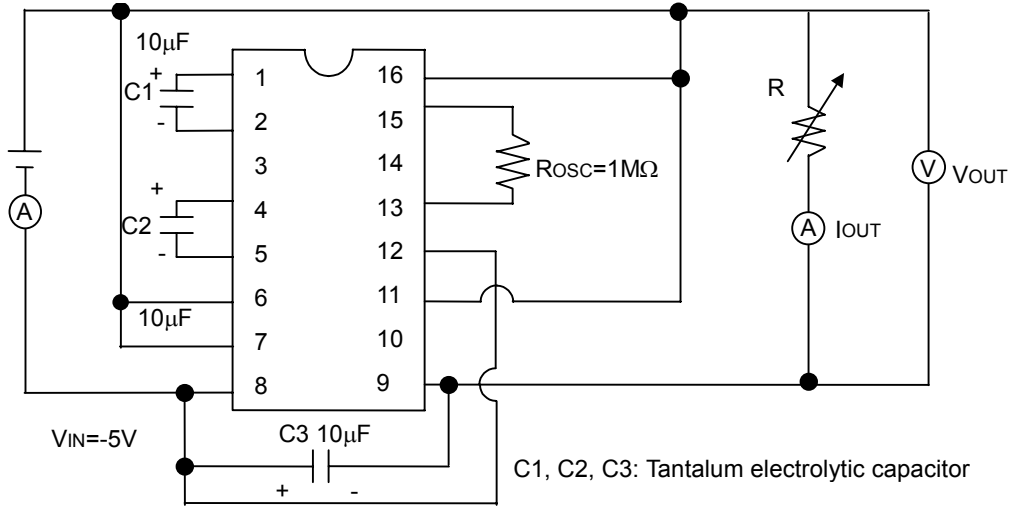 10μF
+
C1
-
+
C2
-
10μF
1
2
3
4
5
6
7
8
16
15
14
13
12
11
10
9
ROSC=1MΩ
R
A
A
IOUT
V
VOUT
VIN=-5V
C3 10μF
+ -
C1, C2, C3: Tantalum electrolytic capacitor